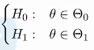 H₀ : θ ∈ Θ₀
H₁ : θ ∈ Θ₁